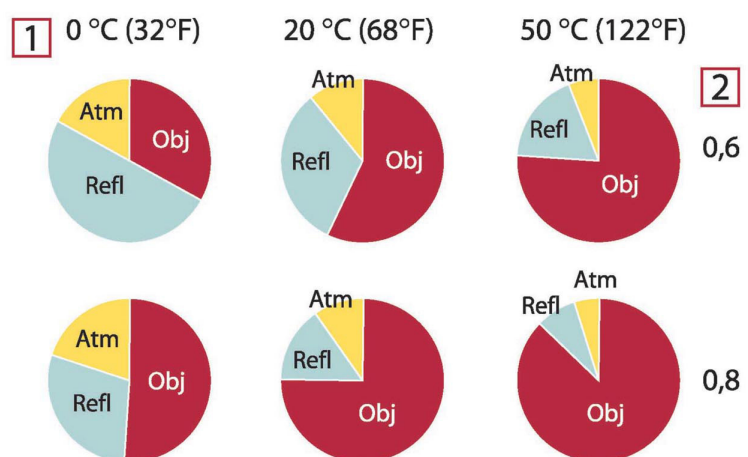 1 0 °C (32°F) 20 °C (68°F) 50 °C (122°F)
2
Atm Obj Refl
Atm Refl Obj
Atm Refl Obj
0,6
Atm Obj Refl
Atm Refl Obj
Atm Refl Obj
0,8